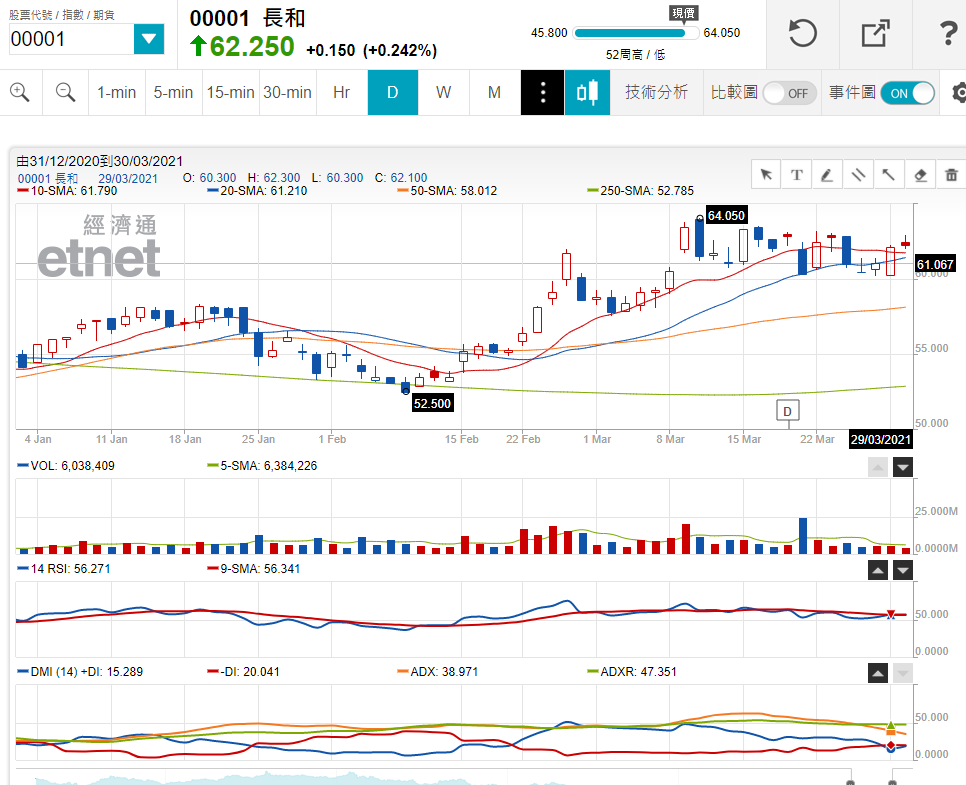 股票代號 / 指數 / 期貨
00001
00001 長和
62.250 +0.150 (+0.242%)
現價
45.800 64.050
52周高 / 低
?
1-min 5-min 15-min 30-min Hr D W M 技術分析 比較圖 OFF 事件圖 ON
由31/12/2020到30/03/2021
00001 長和 29/03/2021 O: 60.300 H: 62.300 L: 60.300 C: 62.100
10-SMA: 61.790 20-SMA: 61.210 50-SMA: 58.012 250-SMA: 52.785
T
經濟通
etnet
64.050
61.067
60.000
55.000
52.500
D
50.000
4 Jan 11 Jan 18 Jan 25 Jan 1 Feb 15 Feb 22 Feb 1 Mar 8 Mar 15 Mar 22 Mar 29/03/2021
VOL: 6,038,409 5-SMA: 6,384,226
25.000M
0.0000M
14 RSI: 56.271 9-SMA: 56.341
50.000
0.0000
DMI (14) +DI: 15.289 -DI: 20.041 ADX: 38.971 ADXR: 47.351
50.000
0.0000